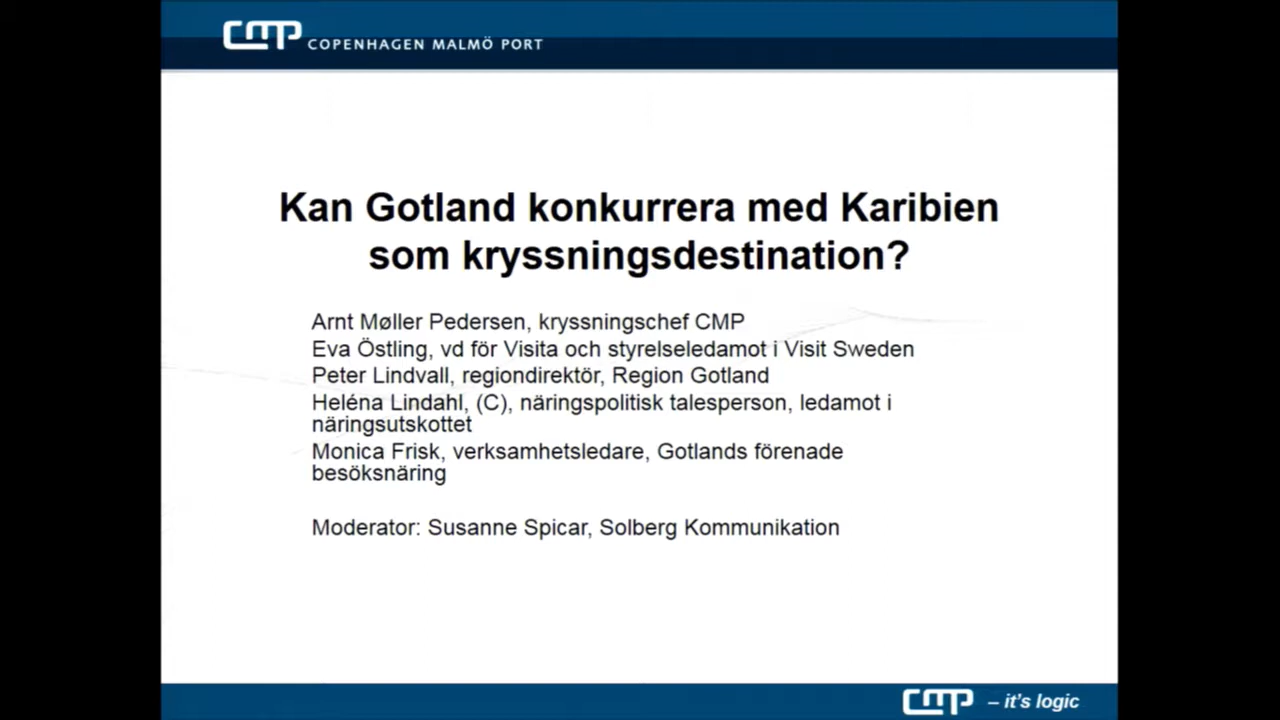 CMP COPENHAGEN MALMÖ PORT
Kan Gotland konkurrera med Karibien
som kryssningsdestination?
Arnt Møller Pedersen, kryssningschef CMP
Eva Östling, vd för Visita och styrelseledamot i Visit Sweden
Peter Lindvall, regiondirektör, Region Gotland
Heléna Lindahl, (C), näringspolitisk talesperson, ledamot i
näringsutskottet
Monica Frisk, verksamhetsledare, Gotlands förenade
besöksnäring
Moderator: Susanne Spicar, Solberg Kommunikation
CMP – it's logic